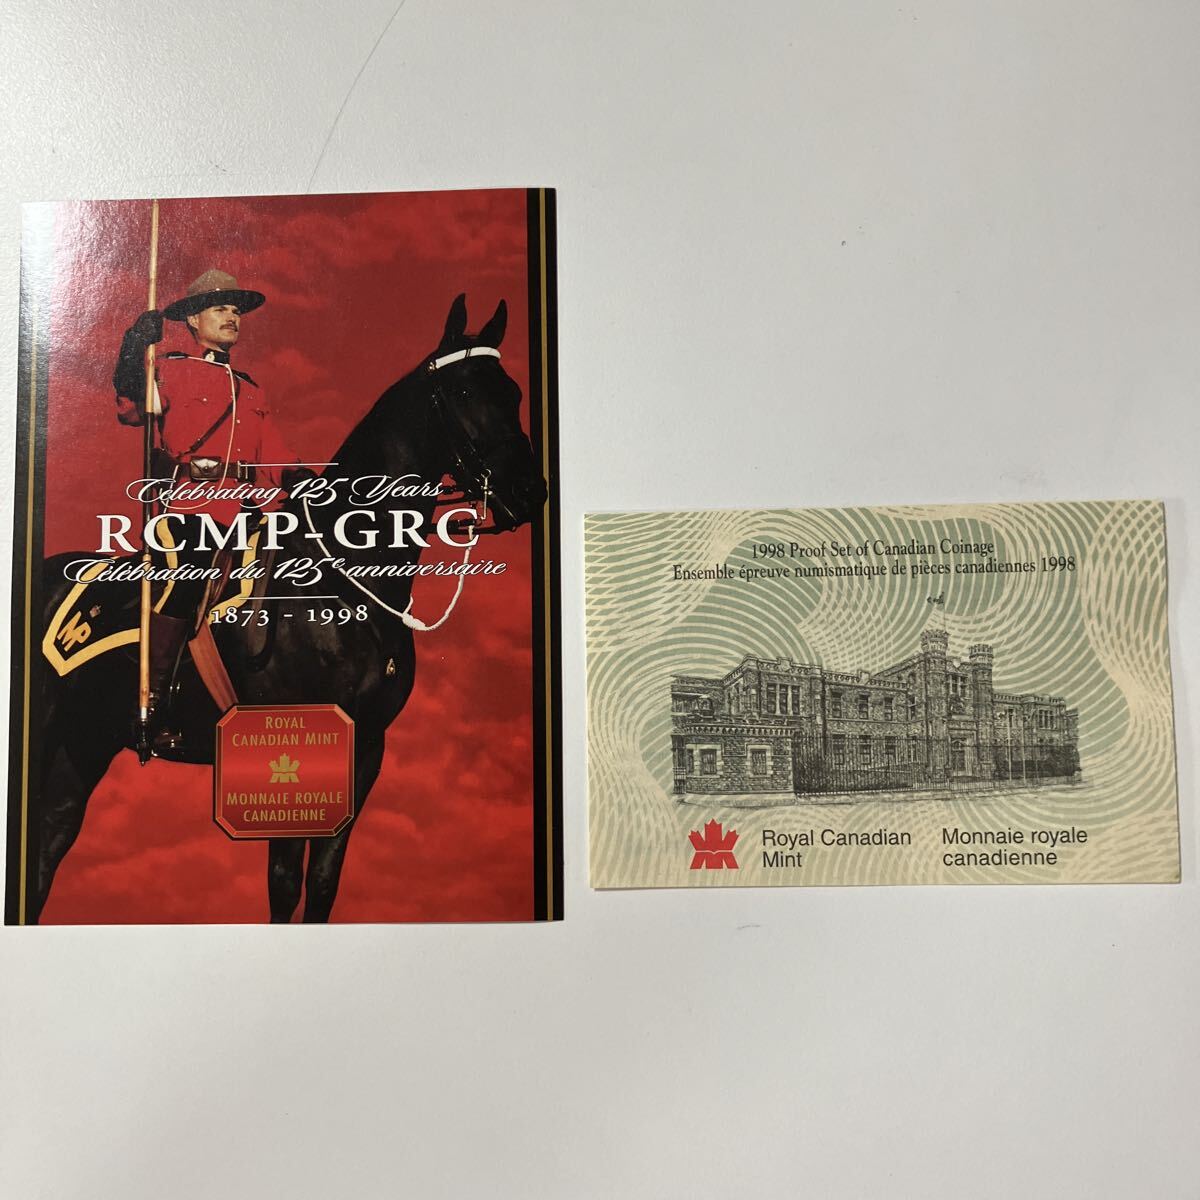 Celebrating 125 Years
RCMP-GRC
Célébration du 125e anniversaire
1873 - 1998
MP
ROYAL
CANADIAN MINT
MONNAIE ROYALE
CANADIENNE
1998 Proof Set of Canadian Coinage
Ensemble épreuve numismatique de pièces canadiennes 1998
Royal Canadian
Mint
Monnaie royale
canadienne